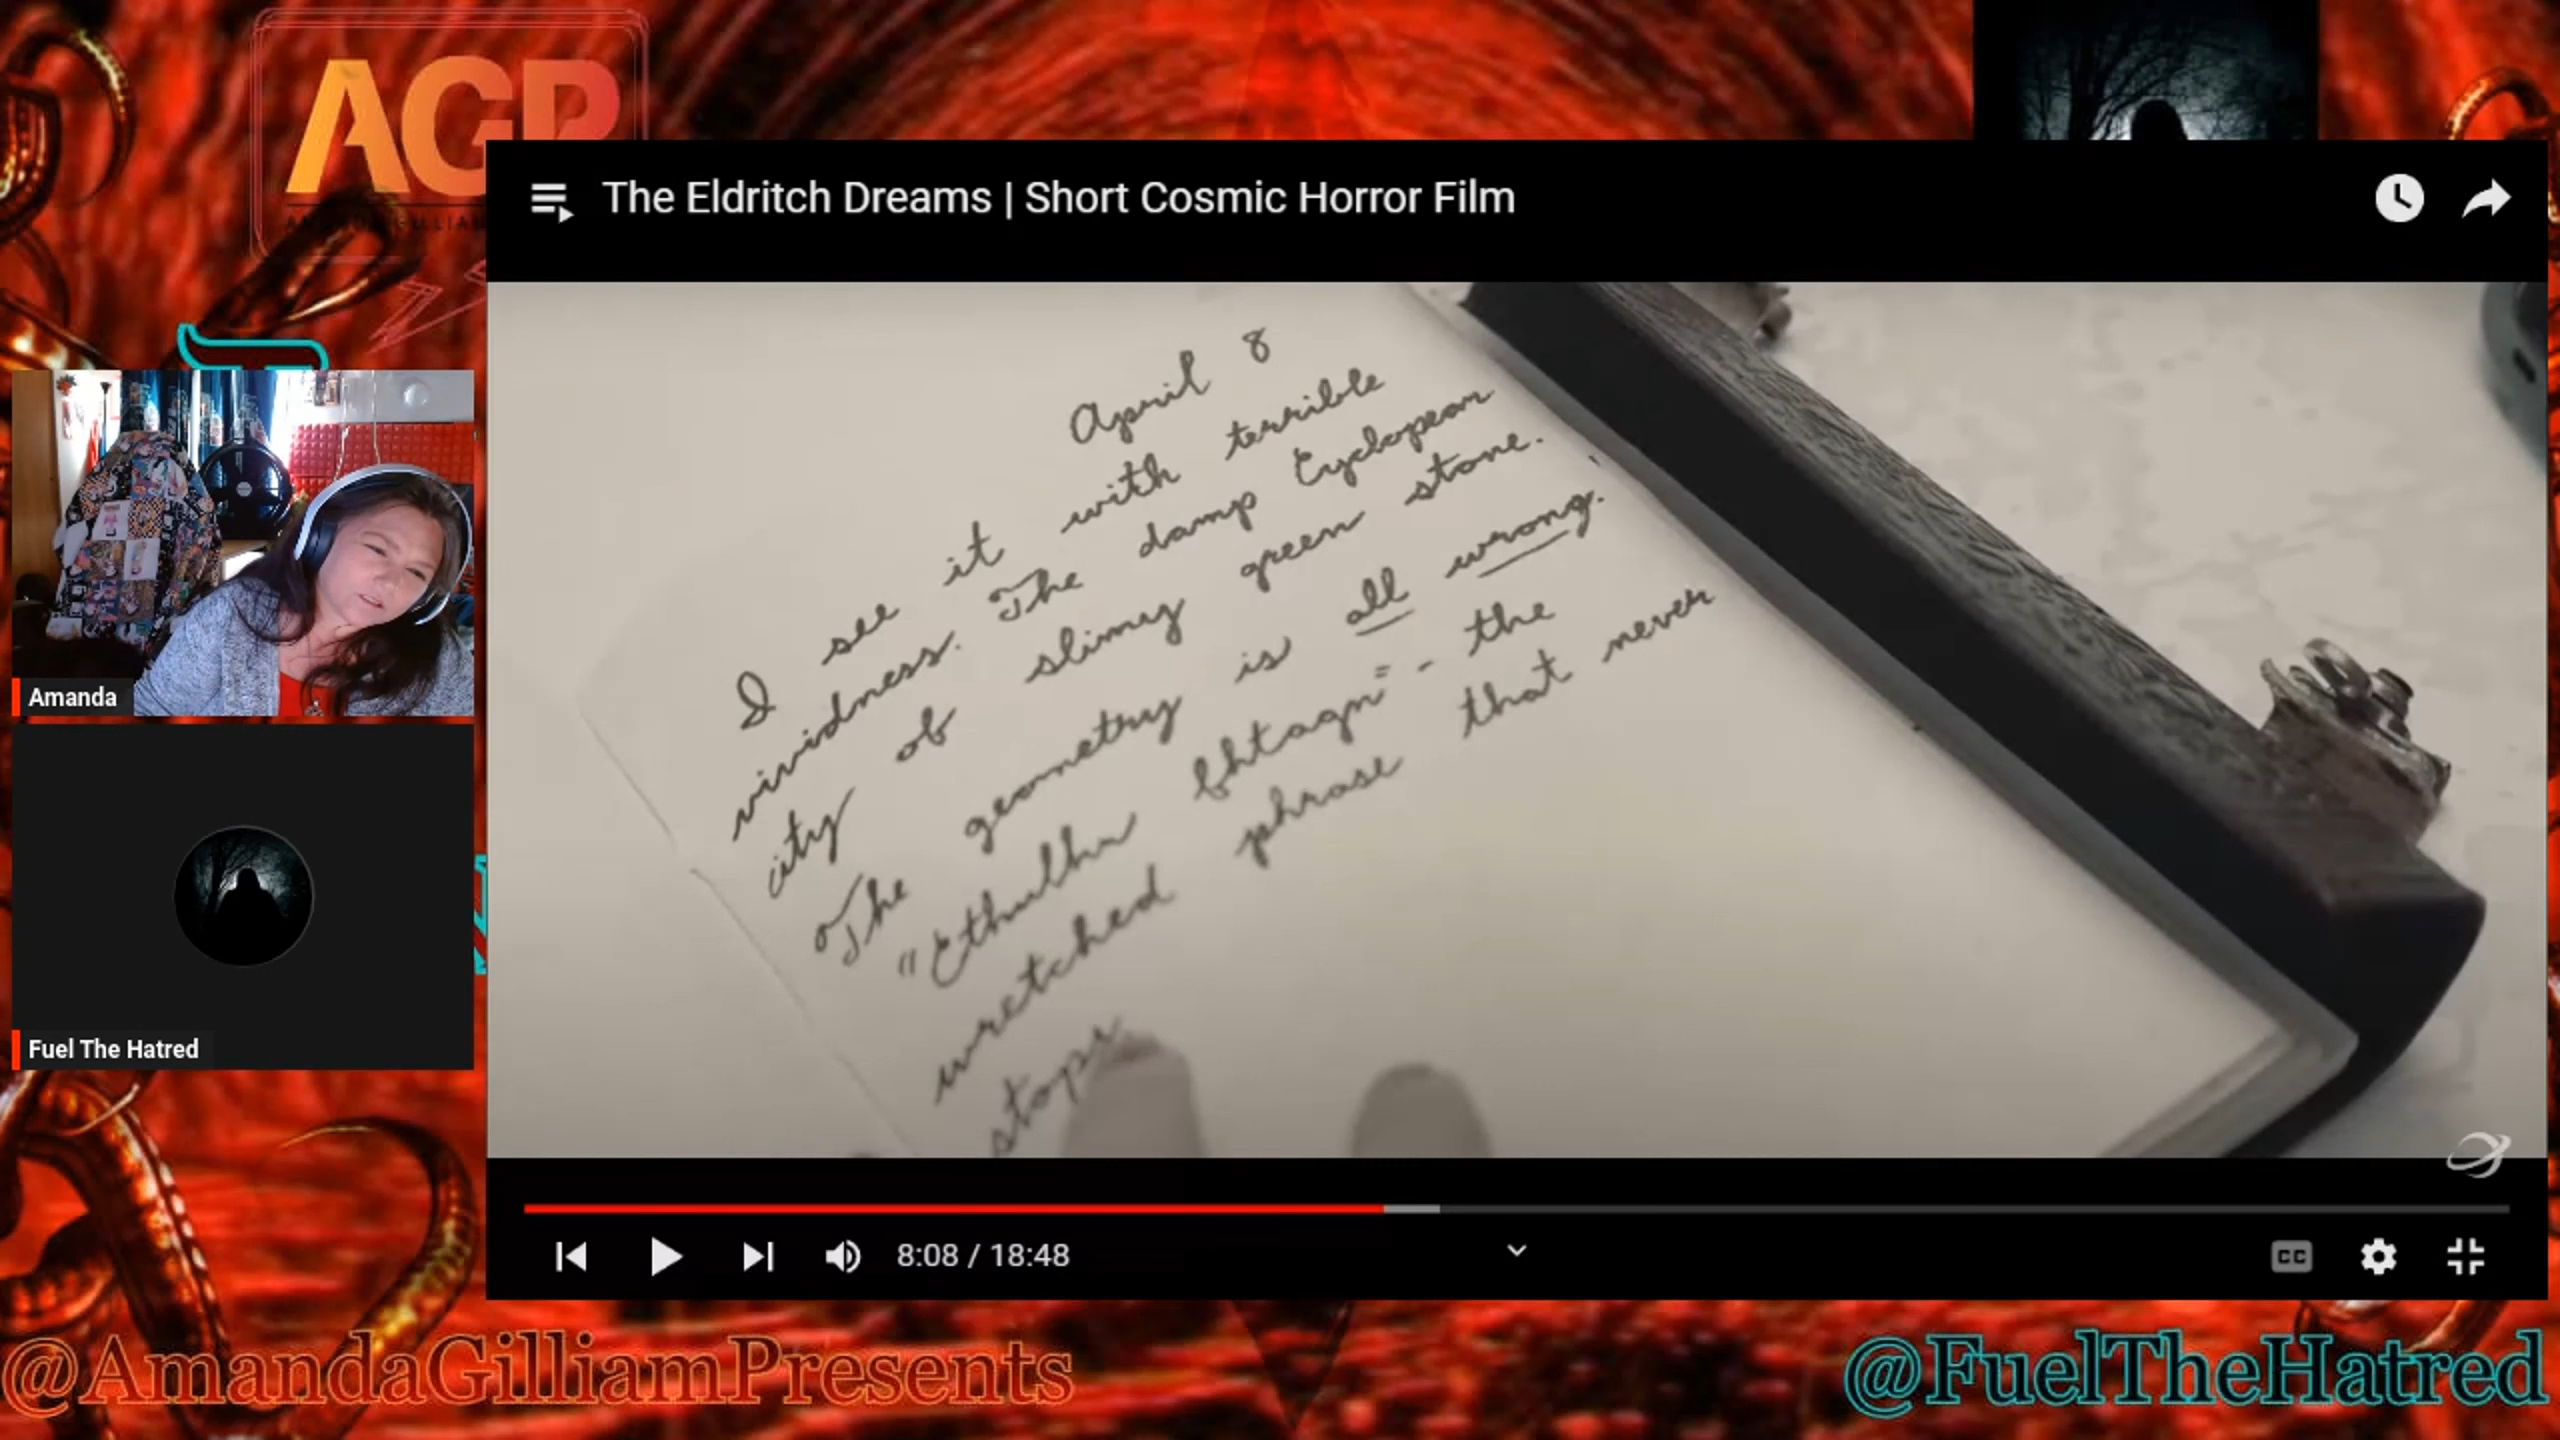 AGP
The Eldritch Dreams | Short Cosmic Horror Film
April 8
I see it with terrible
vividness. The damp Cyclopean
city of slimy green stone.
The geometry is all wrong.
"Cthulhu fhtagn" - the
wretched phrase that never
stops
Amanda
Fuel The Hatred
8:08 / 18:48
CC
@AmandaGilliamPresents
@FuelTheHatred